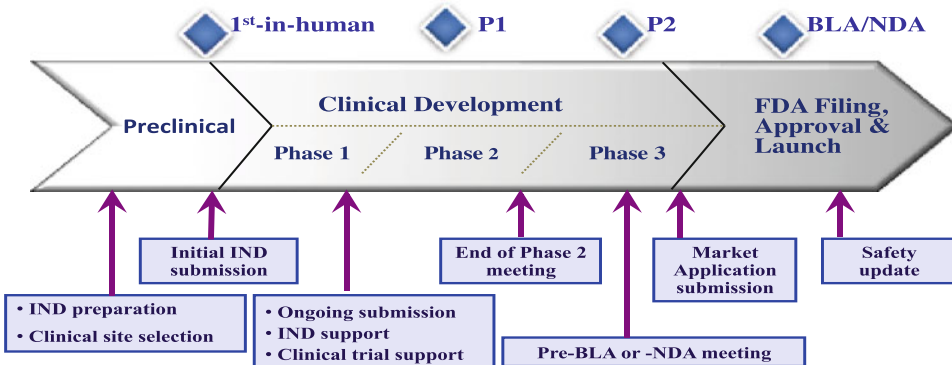 1st-in-human
P1
P2
BLA/NDA
Preclinical
Clinical Development
Phase 1
Phase 2
Phase 3
FDA Filing,
Approval &
Launch
Initial IND
submission
End of Phase 2
meeting
Market
Application
submission
Safety
update
• IND preparation
• Clinical site selection
• Ongoing submission
• IND support
• Clinical trial support
Pre-BLA or -NDA meeting